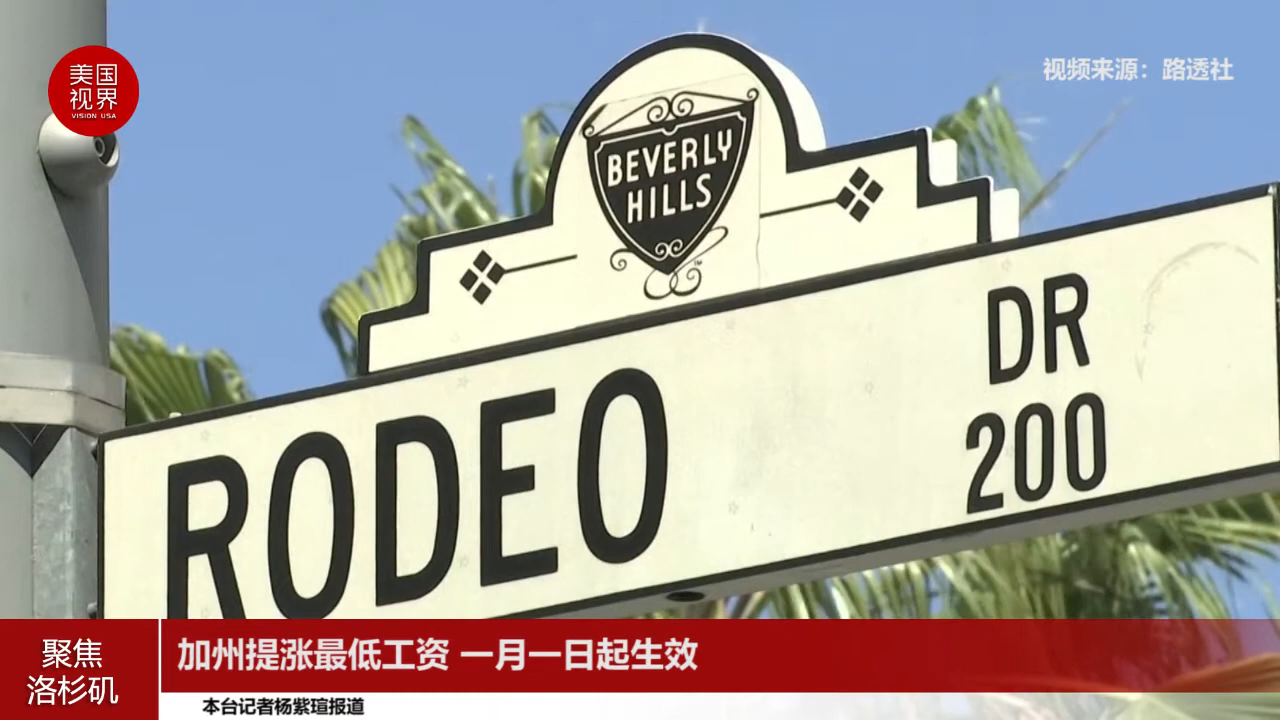 美国
视界
VISION USA
视频来源：路透社
BEVERLY
HILLS
TM
DR
RODEO
200
聚焦
洛杉矶
加州提涨最低工资 一月一日起生效
本台记者杨紫瑄报道